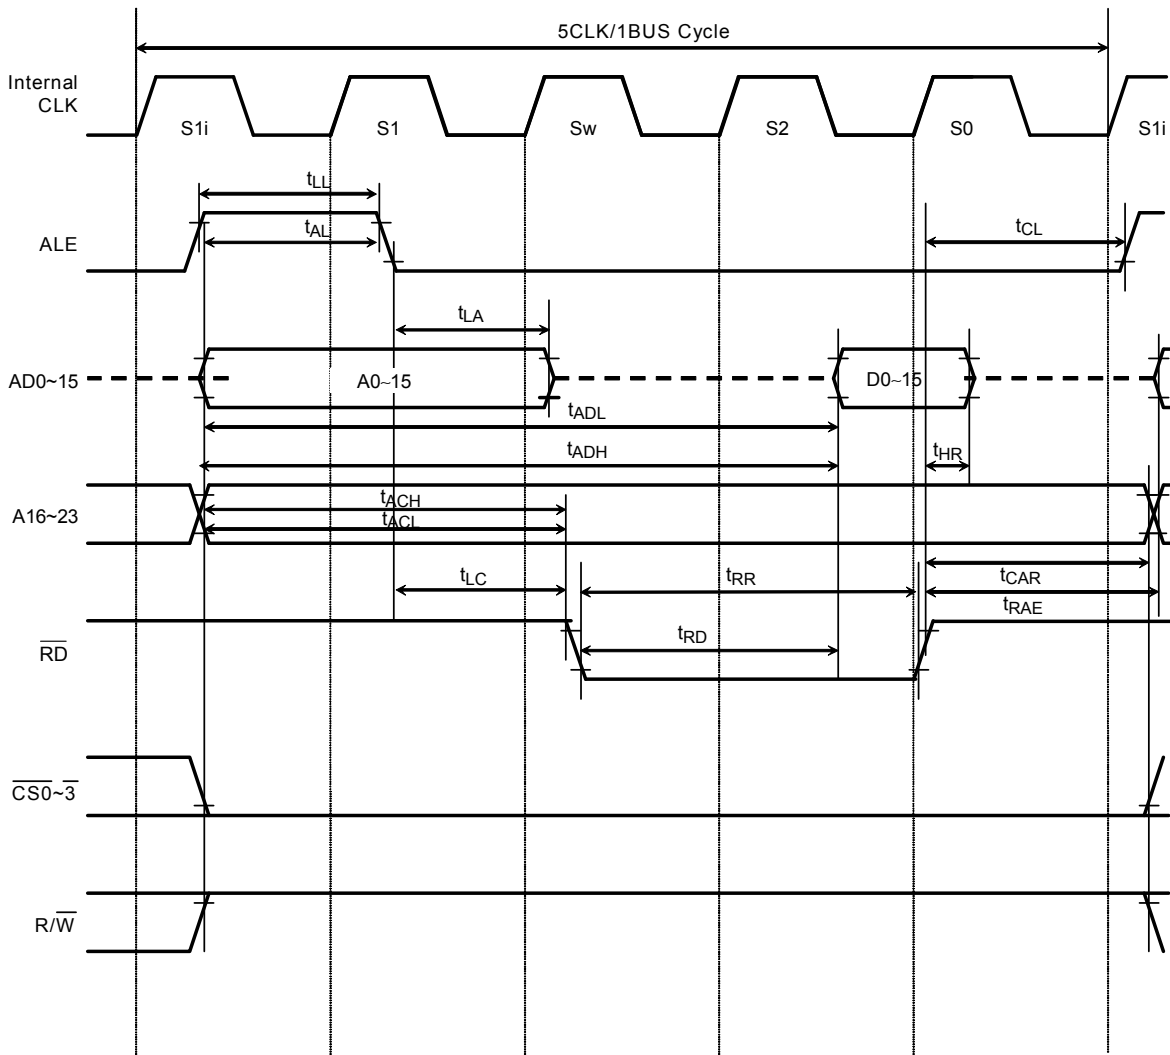 5CLK/1BUS Cycle
Internal
CLK
S1i
S1
Sw
S2
S0
S1i
tLL
ALE
tAL
tCL
tLA
AD0~15
A0~15
D0~15
tADL
tADH
tHR
A16~23
tACH
tACL
tLC
tRR
tCAR
tRAE
RD
tRD
CS0~3
R/W